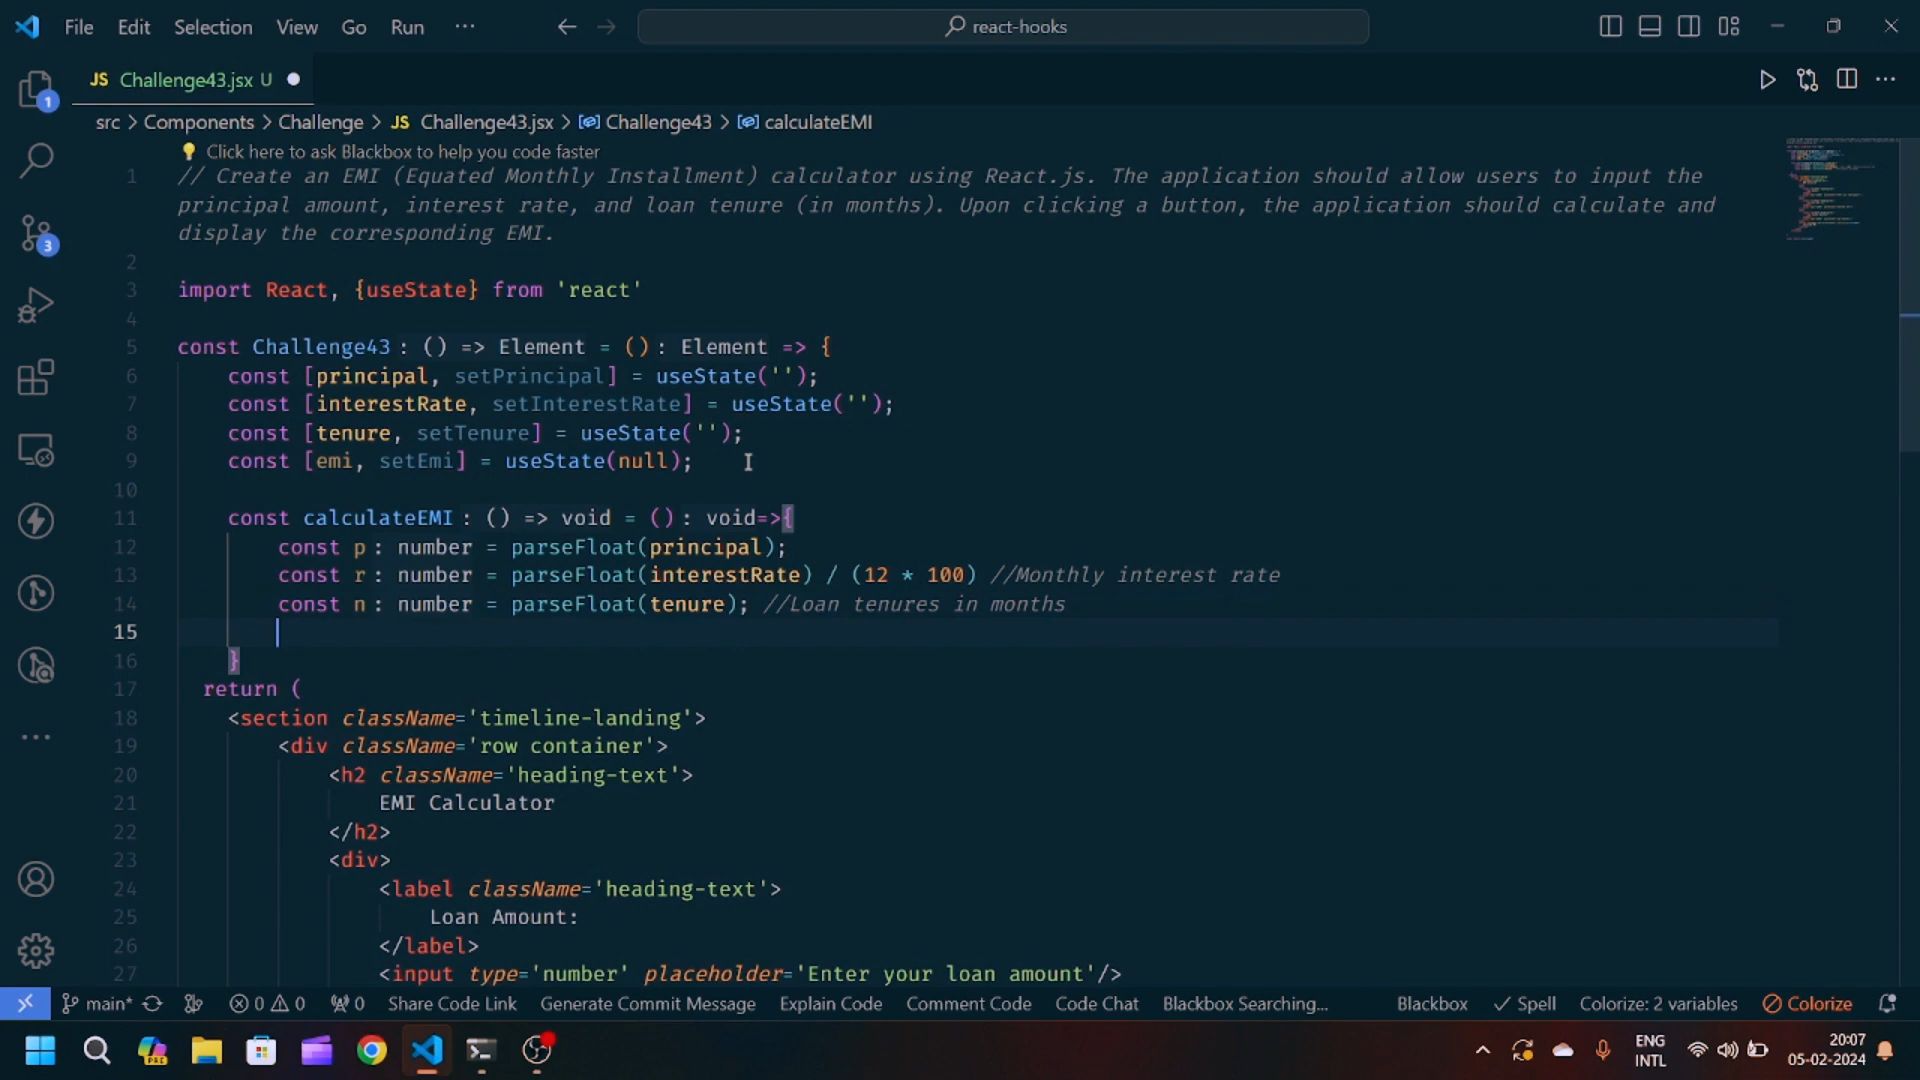 File Edit Selection View Go Run ··· react-hooks
JS Challenge43.jsx U
src > Components > Challenge > JS Challenge43.jsx > Challenge43 > calculateEMI
Click here to ask Blackbox to help you code faster
1 // Create an EMI (Equated Monthly Installment) calculator using React.js. The application should allow users to input the
principal amount, interest rate, and loan tenure (in months). Upon clicking a button, the application should calculate and
display the corresponding EMI.
2
3 import React, {useState} from 'react'
4
5 const Challenge43: () => Element = (): Element => {
6 const [principal, setPrincipal] = useState('');
7 const [interestRate, setInterestRate] = useState('');
8 const [tenure, setTenure] = useState('');
9 const [emi, setEmi] = useState(null);
10
11 const calculateEMI: () => void = (): void=>{
12 const p: number = parseFloat(principal);
13 const r: number = parseFloat(interestRate) / (12 * 100) //Monthly interest rate
14 const n: number = parseFloat(tenure); //Loan tenures in months
15
16 }
17 return (
18 <section className='timeline-landing'>
19 <div className='row container'>
20 <h2 className='heading-text'>
21 EMI Calculator
22 </h2>
23 <div>
24 <label className='heading-text'>
25 Loan Amount:
26 </label>
27 <input type='number' placeholder='Enter your loan amount'/>
1
3
main* 0 0 0 Share Code Link Generate Commit Message Explain Code Comment Code Code Chat Blackbox Searching... Blackbox Spell Colorize: 2 variables Colorize
PRE
ENG
INTL
20:07
05-02-2024